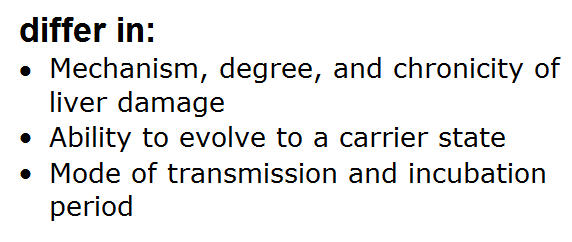 differ in:
• Mechanism, degree, and chronicity of
liver damage
• Ability to evolve to a carrier state
• Mode of transmission and incubation
period